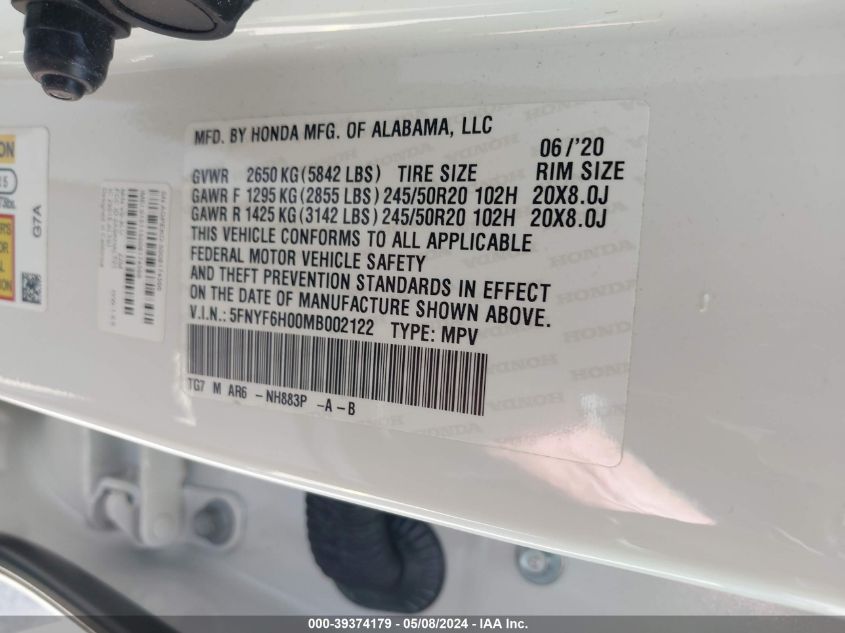 MFD. BY HONDA MFG. OF ALABAMA, LLC 06/'20
GVWR 2650 KG (5842 LBS) TIRE SIZE RIM SIZE
GAWR F 1295 KG (2855 LBS) 245/50R20 102H 20X8.0J
GAWR R 1425 KG (3142 LBS) 245/50R20 102H 20X8.0J
THIS VEHICLE CONFORMS TO ALL APPLICABLE
FEDERAL MOTOR VEHICLE SAFETY
AND THEFT PREVENTION STANDARDS IN EFFECT
ON THE DATE OF MANUFACTURE SHOWN ABOVE.
V.I.N.: 5FNYF6H00MB002122 TYPE: MPV
TG7 M AR6 - NH883P - A - B
G7A
000-39374179 - 05/08/2024 - IAA Inc.